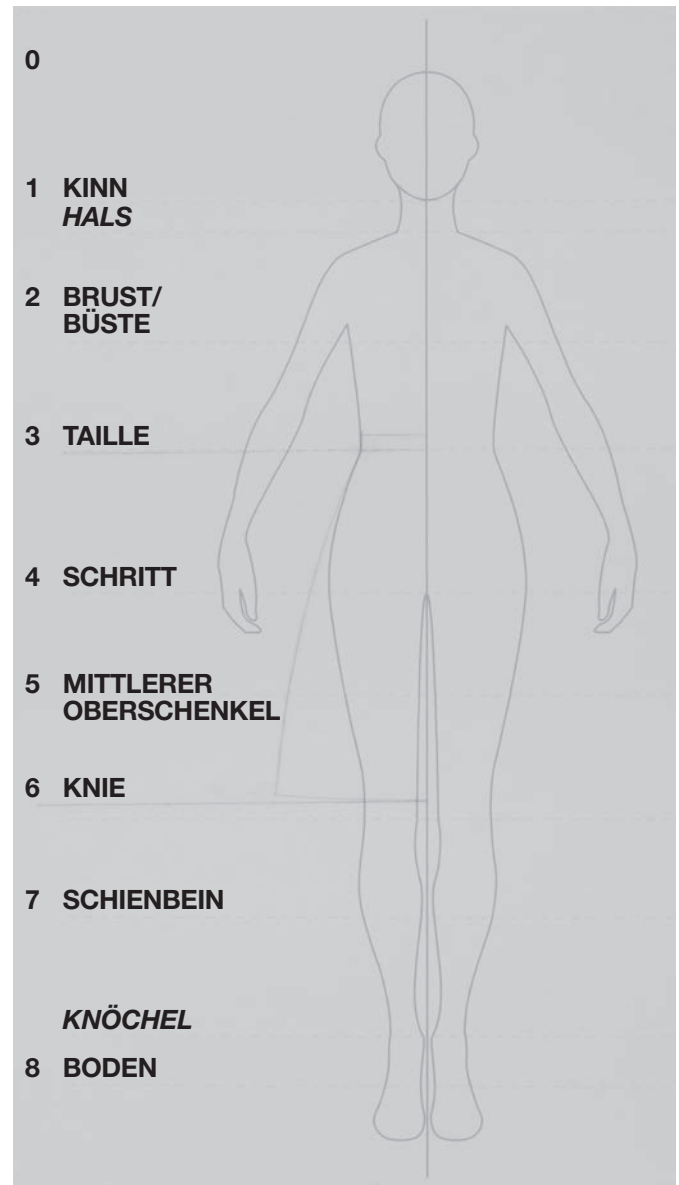 0
1 KINN
HALS
2 BRUST/
BÜSTE
3 TAILLE
4 SCHRITT
5 MITTLERER
OBERSCHENKEL
6 KNIE
7 SCHIENBEIN
KNÖCHEL
8 BODEN